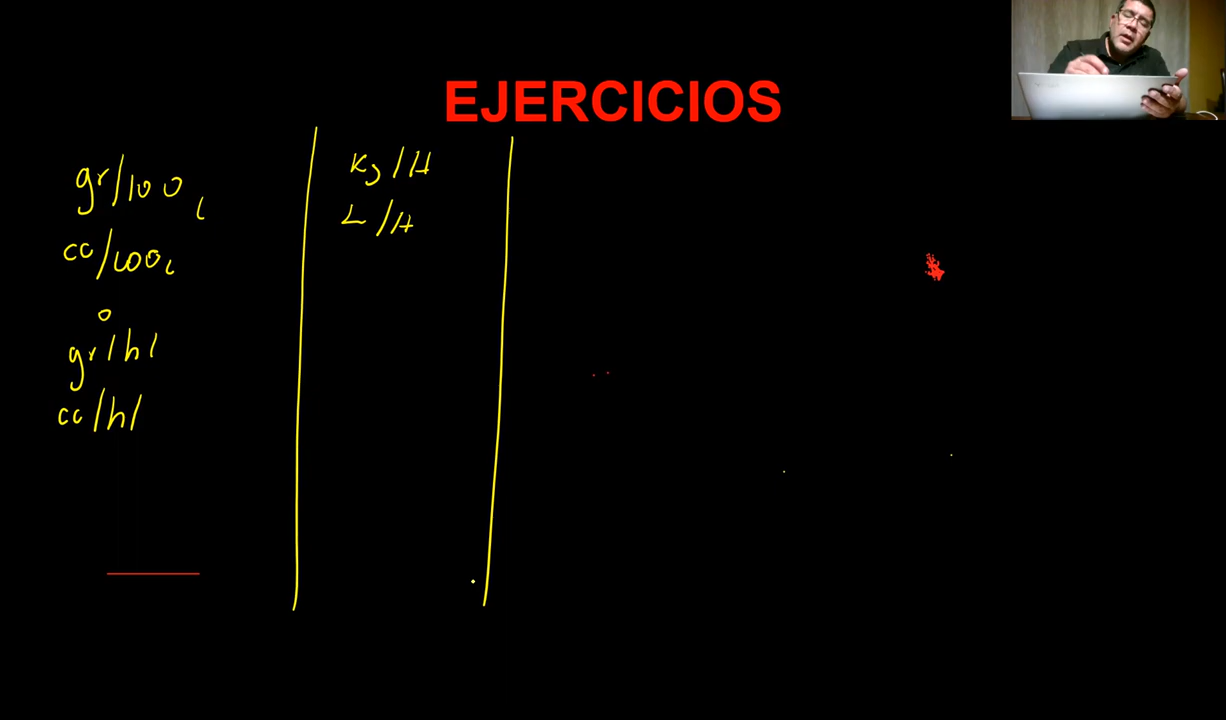 EJERCICIOS
gr/100 L
cc/100 L
o
gr/hl
cc/hl
Kg/H
L/H